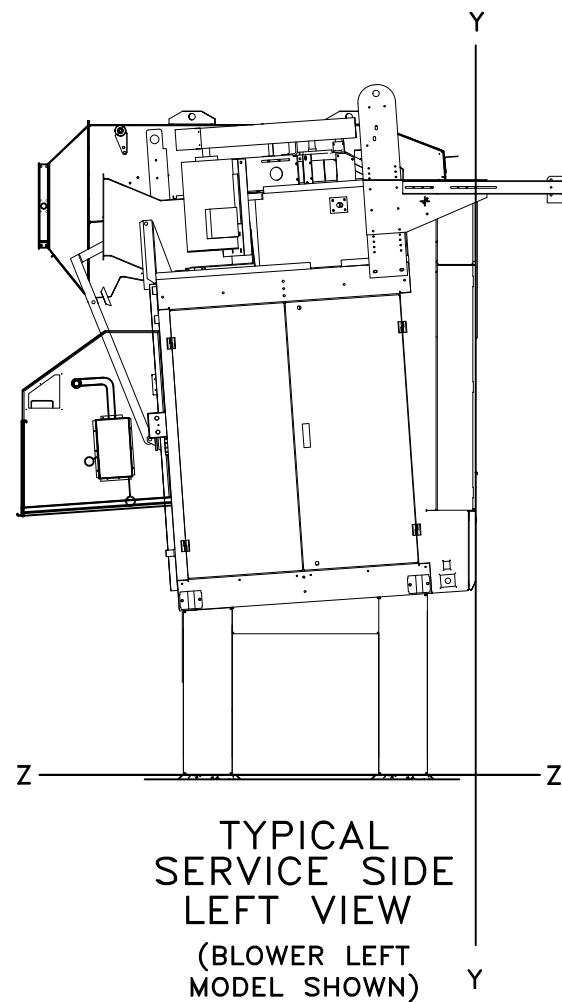 Y
Z Z
TYPICAL
SERVICE SIDE
LEFT VIEW
(BLOWER LEFT
MODEL SHOWN)
Y